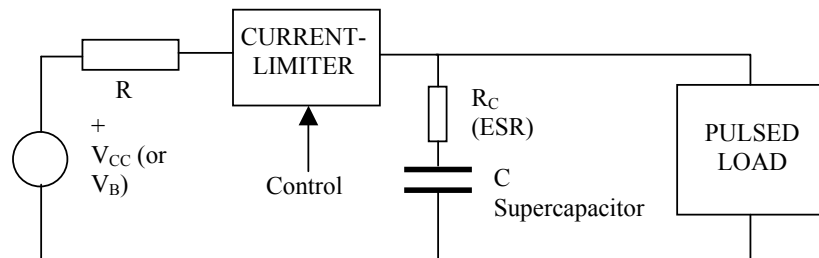 CURRENT-
LIMITER
R
+
V_CC (or
V_B)
Control
R_C
(ESR)
C
Supercapacitor
PULSED
LOAD